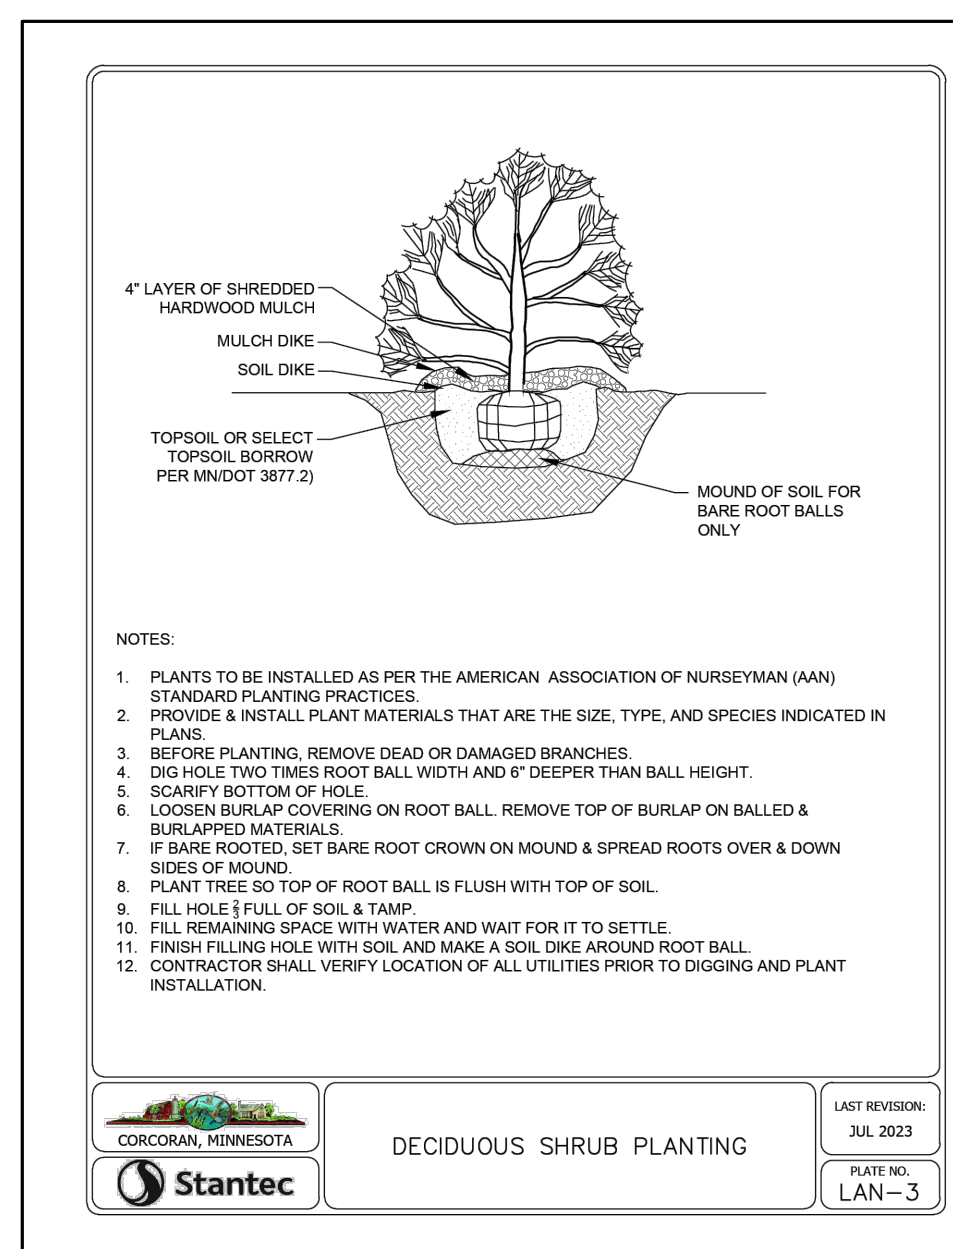 4" LAYER OF SHREDDED
HARDWOOD MULCH
MULCH DIKE
SOIL DIKE
TOPSOIL OR SELECT
TOPSOIL BORROW
PER MN/DOT 3877.2)
MOUND OF SOIL FOR
BARE ROOT BALLS
ONLY
NOTES:
1. PLANTS TO BE INSTALLED AS PER THE AMERICAN ASSOCIATION OF NURSEYMAN (AAN)
STANDARD PLANTING PRACTICES.
2. PROVIDE & INSTALL PLANT MATERIALS THAT ARE THE SIZE, TYPE, AND SPECIES INDICATED IN
PLANS.
3. BEFORE PLANTING, REMOVE DEAD OR DAMAGED BRANCHES.
4. DIG HOLE TWO TIMES ROOT BALL WIDTH AND 6" DEEPER THAN BALL HEIGHT.
5. SCARIFY BOTTOM OF HOLE.
6. LOOSEN BURLAP COVERING ON ROOT BALL. REMOVE TOP OF BURLAP ON BALLED &
BURLAPPED MATERIALS.
7. IF BARE ROOTED, SET BARE ROOT CROWN ON MOUND & SPREAD ROOTS OVER & DOWN
SIDES OF MOUND.
8. PLANT TREE SO TOP OF ROOT BALL IS FLUSH WITH TOP OF SOIL.
9. FILL HOLE 2/3 FULL OF SOIL & TAMP.
10. FILL REMAINING SPACE WITH WATER AND WAIT FOR IT TO SETTLE.
11. FINISH FILLING HOLE WITH SOIL AND MAKE A SOIL DIKE AROUND ROOT BALL.
12. CONTRACTOR SHALL VERIFY LOCATION OF ALL UTILITIES PRIOR TO DIGGING AND PLANT
INSTALLATION.
CORCORAN, MINNESOTA
Stantec
DECIDUOUS SHRUB PLANTING
LAST REVISION:
JUL 2023
PLATE NO.
LAN-3